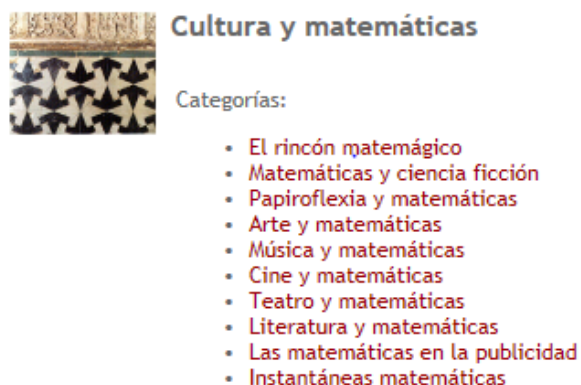 Cultura y matemáticas
Categorías:
El rincón matemágico
Matemáticas y ciencia ficción
Papiroflexia y matemáticas
Arte y matemáticas
Música y matemáticas
Cine y matemáticas
Teatro y matemáticas
Literatura y matemáticas
Las matemáticas en la publicidad
Instantáneas matemáticas